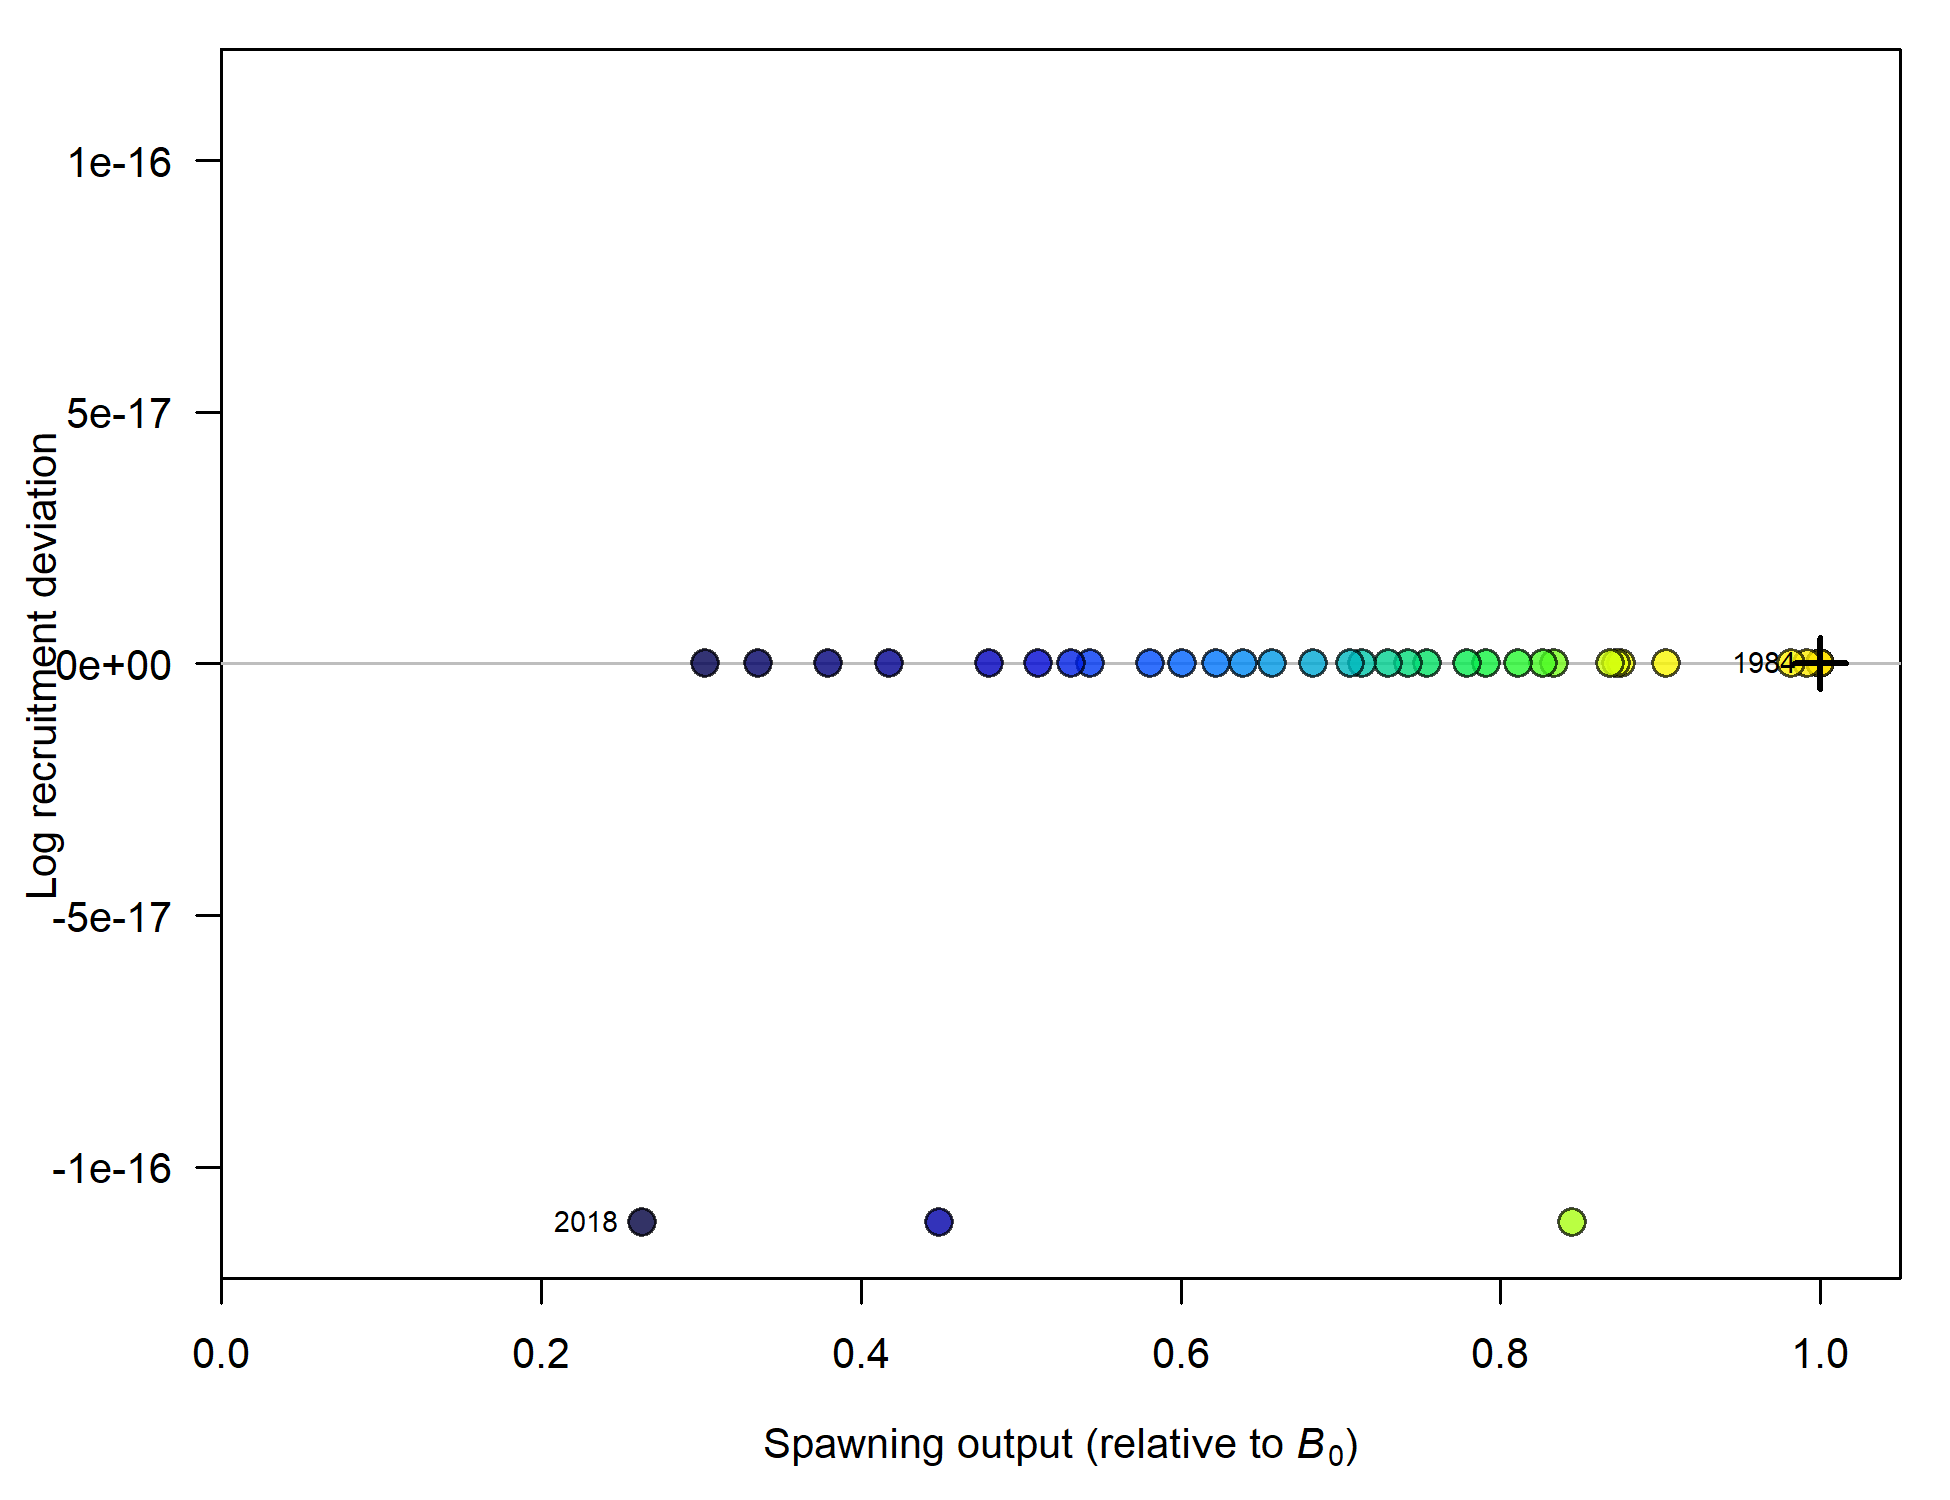 Log recruitment deviation
1e-16
5e-17
0e+00
-5e-17
-1e-16
1984
2018
0.0 0.2 0.4 0.6 0.8 1.0
Spawning output (relative to B0)